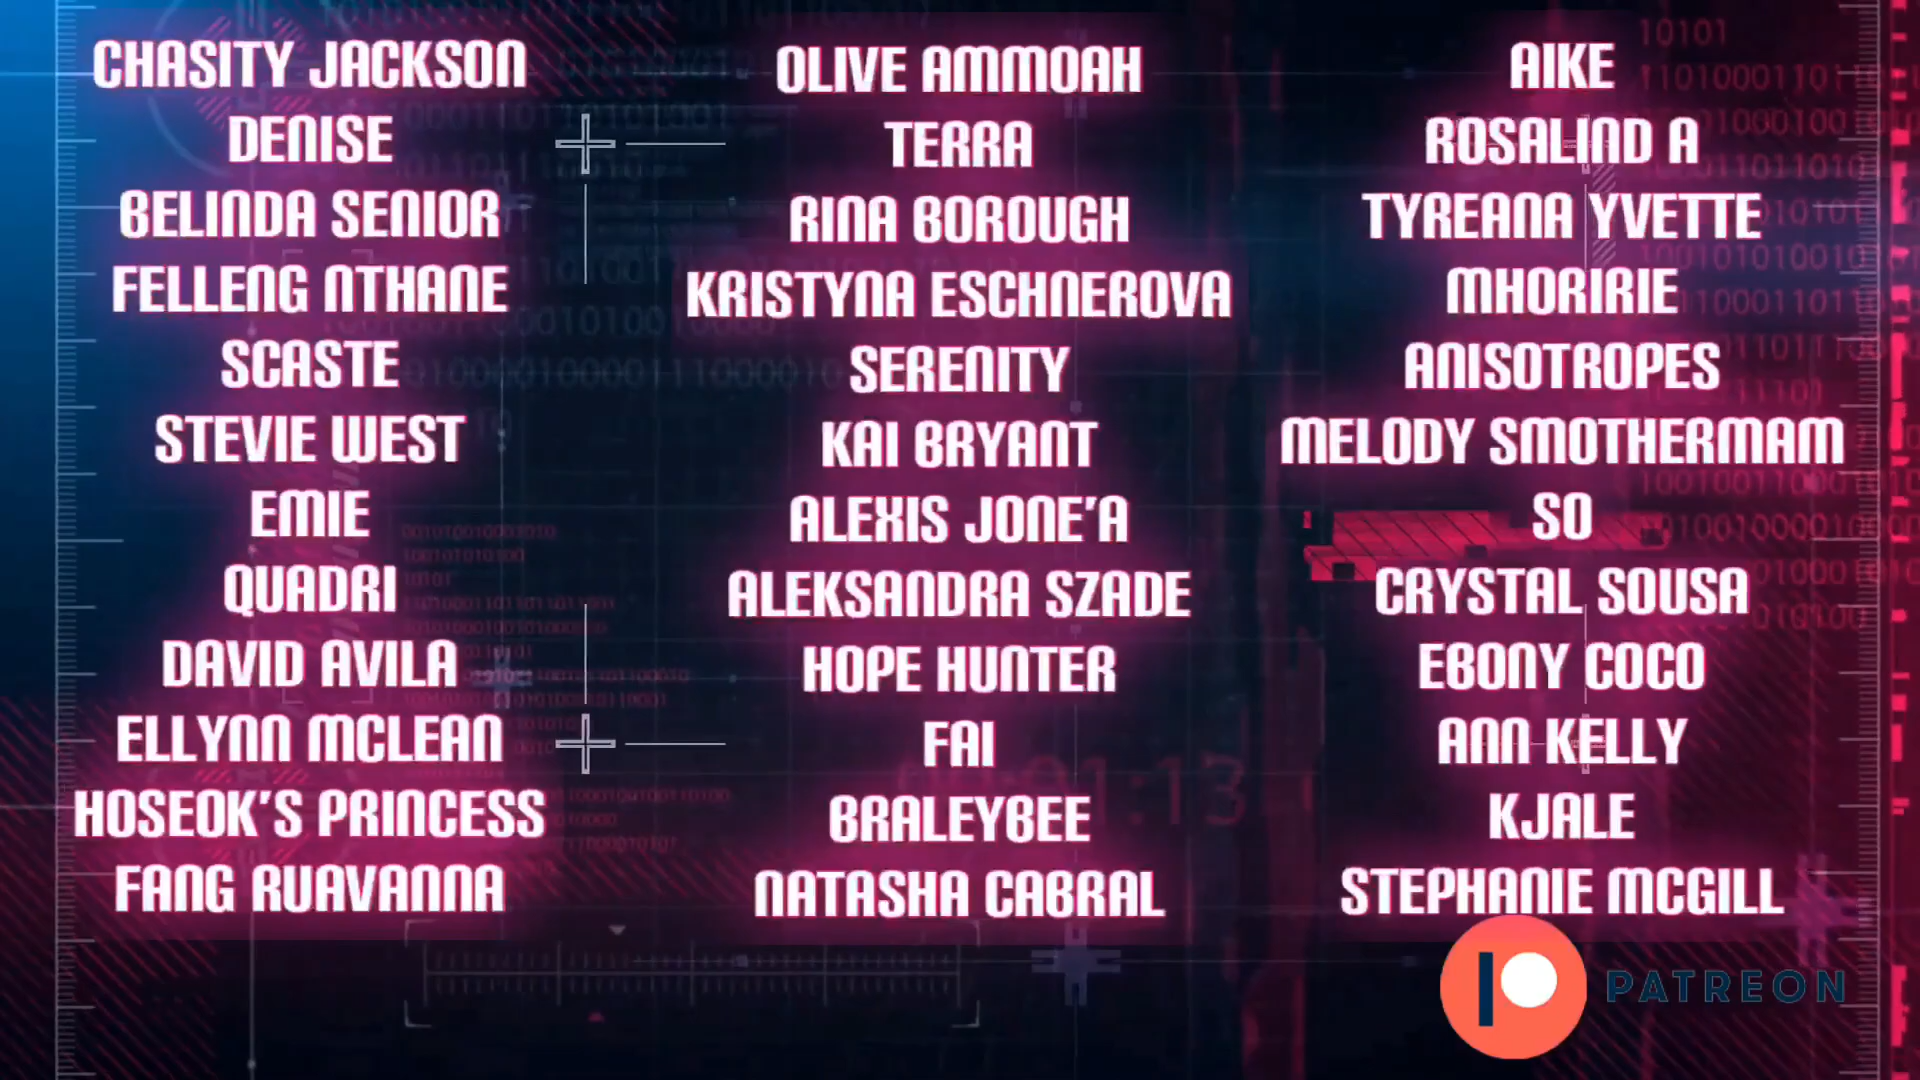 CHASITY JACKSON
DENISE
BELINDA SENIOR
FELLENG NTHANE
SCASTE
STEVIE WEST
EMIE
QUADRI
DAVID AVILA
ELLYNN MCLEAN
HOSEOK'S PRINCESS
FANG RUAVANNA
OLIVE AMMOAH
TERRA
RINA BOROUGH
KRISTYNA ESCHNEROVA
SERENITY
KAI BRYANT
ALEXIS JONE'A
ALEKSANDRA SZADE
HOPE HUNTER
FAI
BRALEYBEE
NATASHA CABRAL
AIKE
ROSALIND A
TYREANA YVETTE
MHORIRIE
ANISOTROPES
MELODY SMOTHERMAM
SO
CRYSTAL SOUSA
EBONY COCO
ANN KELLY
KJALE
STEPHANIE MCGILL
PATREON